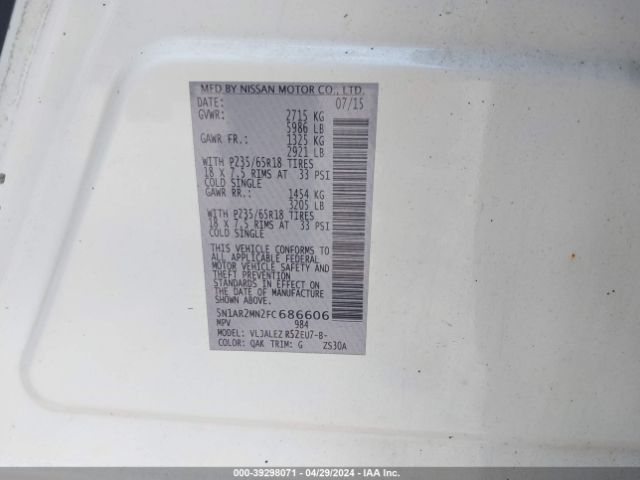 MFD BY NISSAN MOTOR CO., LTD.
DATE: 07/15
GVWR: 2715 KG
5986 LB
GAWR FR.: 1325 KG
2921 LB
WITH P235/65R18 TIRES
18 X 7.5 RIMS AT 33 PSI
COLD SINGLE
GAWR RR.: 1454 KG
3205 LB
WITH P235/65R18 TIRES
18 X 7.5 RIMS AT 33 PSI
COLD SINGLE
THIS VEHICLE CONFORMS TO
ALL APPLICABLE FEDERAL
MOTOR VEHICLE SAFETY AND
THEFT PREVENTION
STANDARDS IN EFFECT ON
THE DATE OF MANUFACTURE
SHOWN ABOVE.
5N1AR2MN2FC686606
MPV 984
MODEL: VLJALEZ R52EU7-B-
COLOR: QAK TRIM: G ZS30A
000-39298071 - 04/29/2024 - IAA Inc.